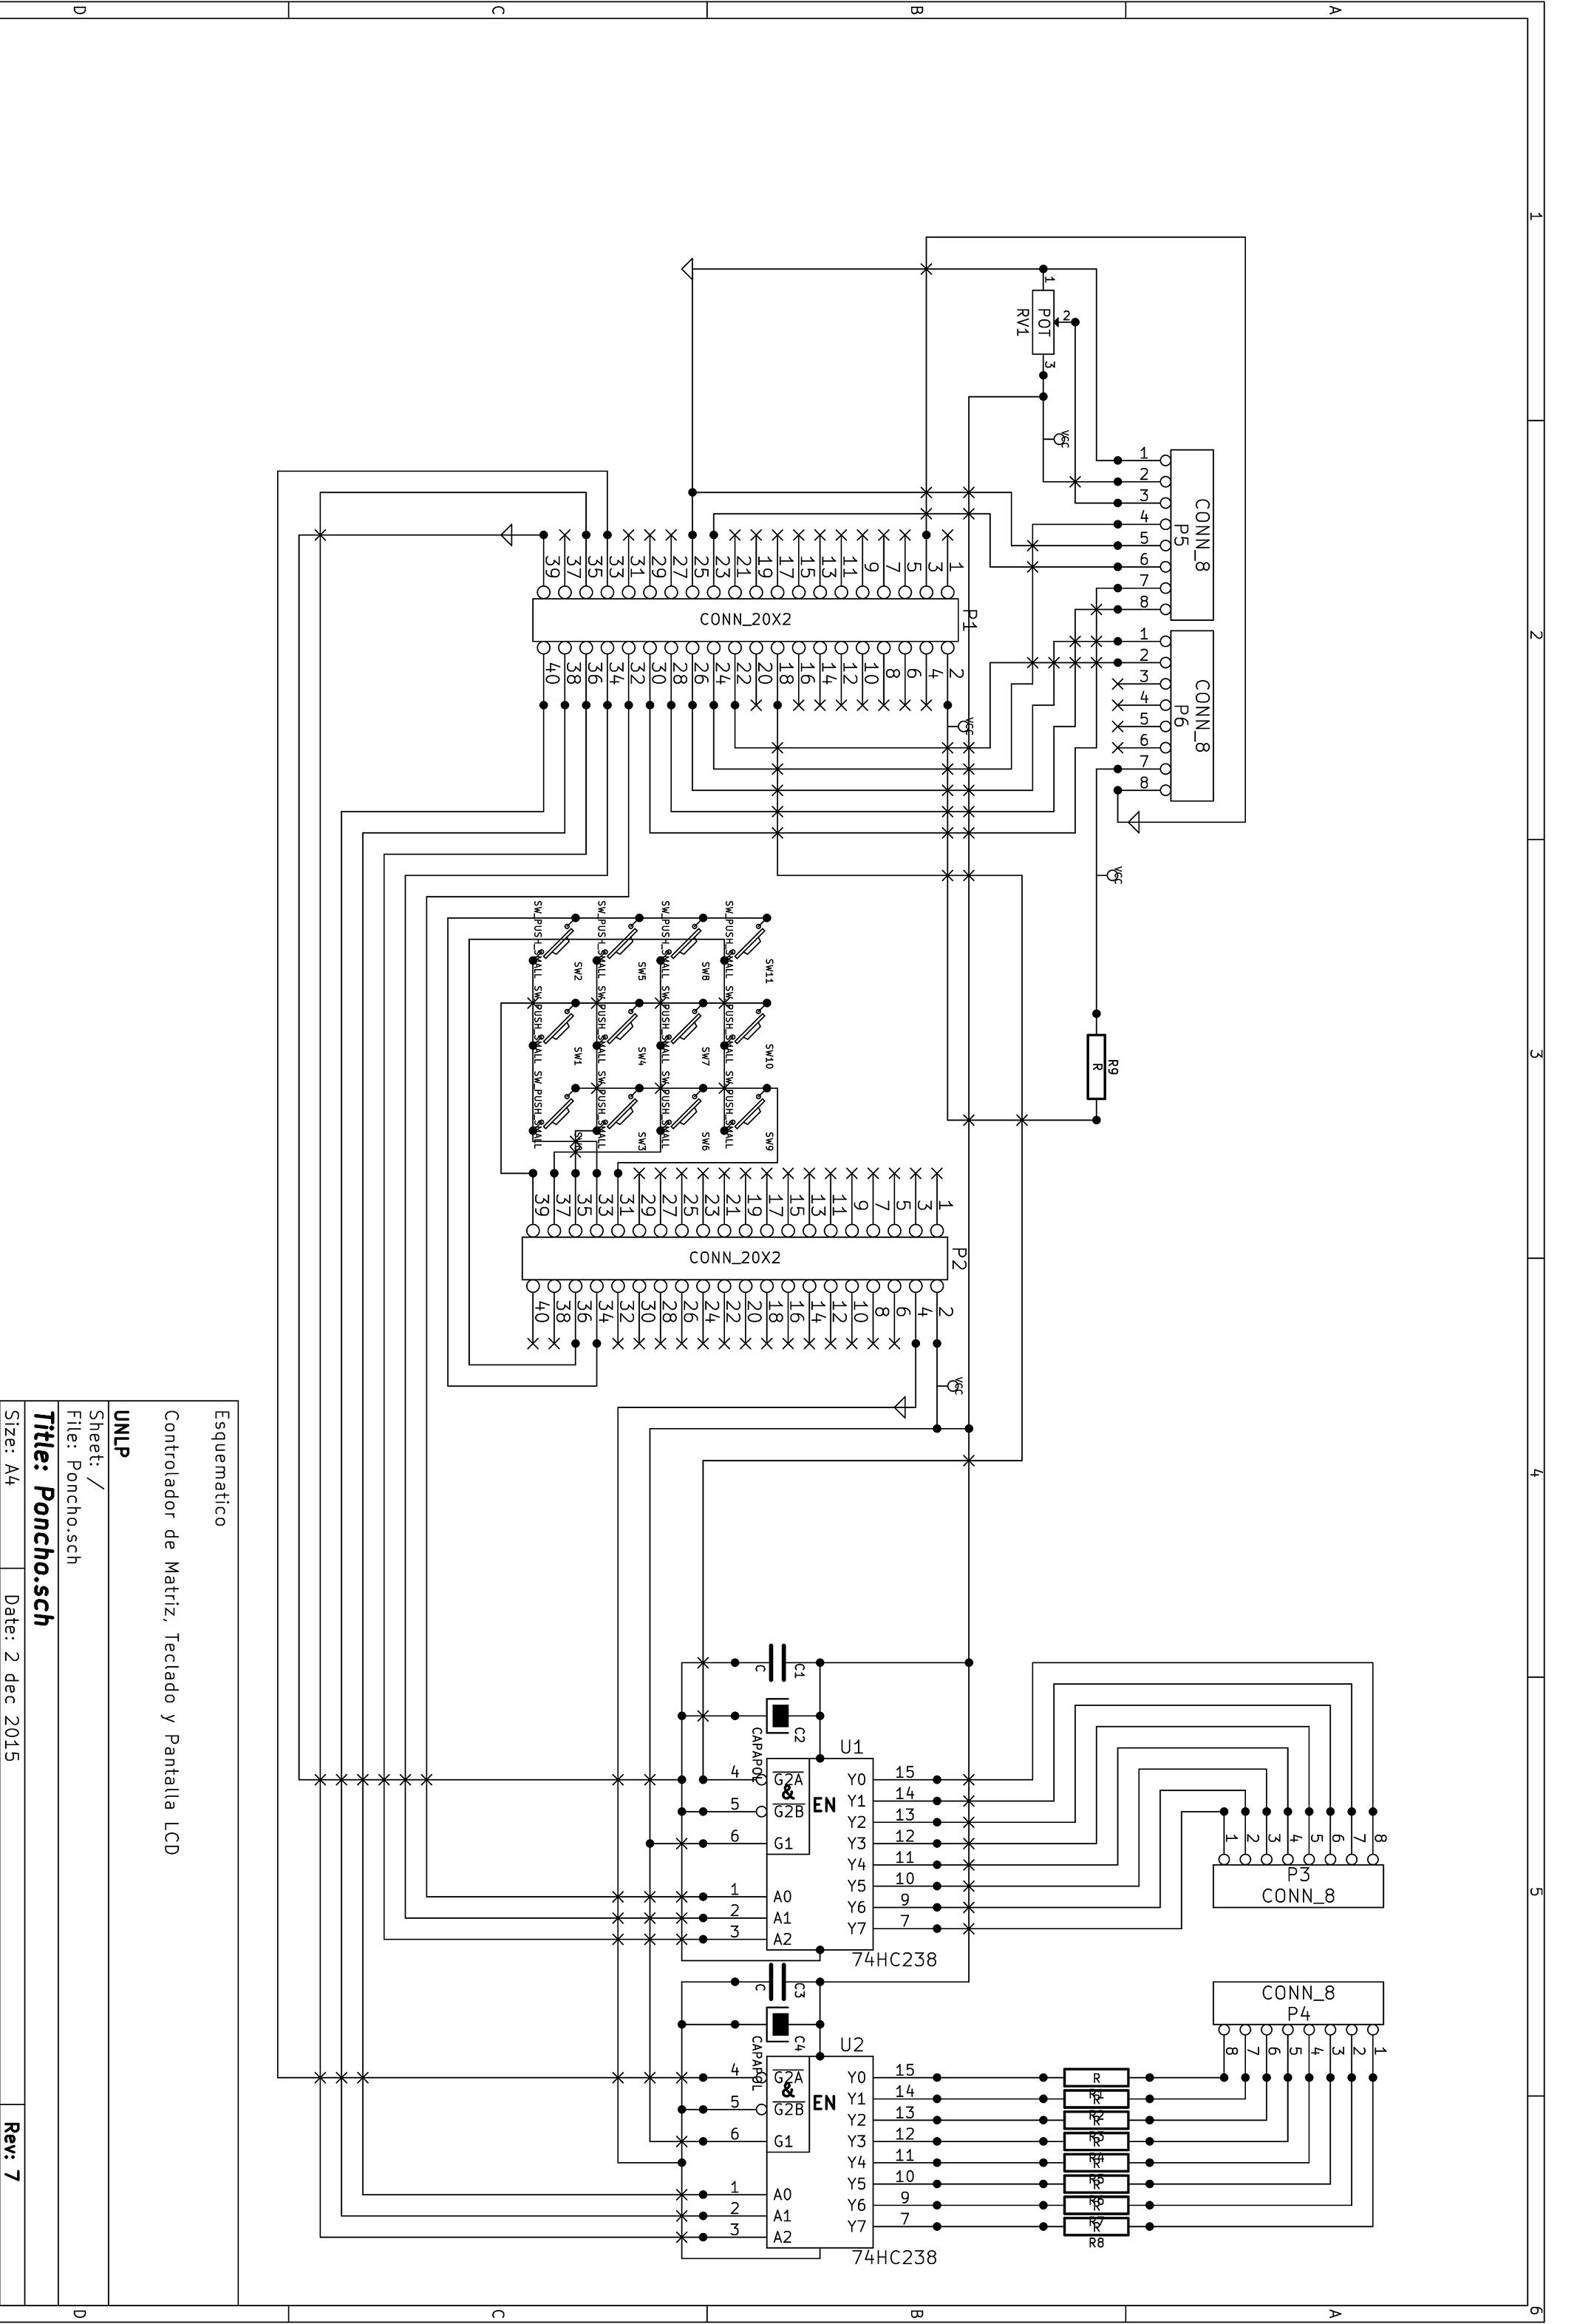 D
C
B
A
1
2
3
4
5
6
1
POT
RV1
2
3
VCC
1
2
3
4
5
6
7
8
CONN_8
P5
1
2
3
4
5
6
7
8
CONN_8
P6
VCC
39
37
35
33
31
29
27
25
23
21
19
17
15
13
11
9
7
5
3
1
CONN_20X2
P1
40
38
36
34
32
30
28
26
24
22
20
18
16
14
12
10
8
6
4
2
VCC
R9
R
SW_PUSH_SMALL
SW2
SW_PUSH_SMALL
SW5
SW_PUSH_SMALL
SW8
SW_PUSH_SMALL
SW11
SW_PUSH_SMALL
SW1
SW_PUSH_SMALL
SW4
SW_PUSH_SMALL
SW7
SW_PUSH_SMALL
SW10
SW_PUSH_SMALL
SW_PUSH_SMALL
SW3
SW_PUSH_SMALL
SW6
SW_PUSH_SMALL
SW9
39
37
35
33
31
29
27
25
23
21
19
17
15
13
11
9
7
5
3
1
CONN_20X2
P2
40
38
36
34
32
30
28
26
24
22
20
18
16
14
12
10
8
6
4
2
VCC
C1
C
C2
CAPAPOL
U1
4
G2A
5
G2B
6
G1
&
EN
1
A0
2
A1
3
A2
Y0
15
Y1
14
Y2
13
Y3
12
Y4
11
Y5
10
Y6
9
Y7
7
74HC238
1
2
3
4
5
6
7
8
P3
CONN_8
C3
C
C4
CAPAPOL
U2
4
G2A
5
G2B
6
G1
&
EN
1
A0
2
A1
3
A2
Y0
15
Y1
14
Y2
13
Y3
12
Y4
11
Y5
10
Y6
9
Y7
7
74HC238
R
R1
R
R2
R
R3
R
R4
R
R5
R
R6
R
R7
R
R8
CONN_8
P4
8
7
6
5
4
3
2
1
Esquematico
Controlador de Matriz, Teclado y Pantalla LCD
UNLP
Sheet: /
File: Poncho.sch
Title: Poncho.sch
Size: A4
Date: 2 dec 2015
Rev: 7
D
C
B
A